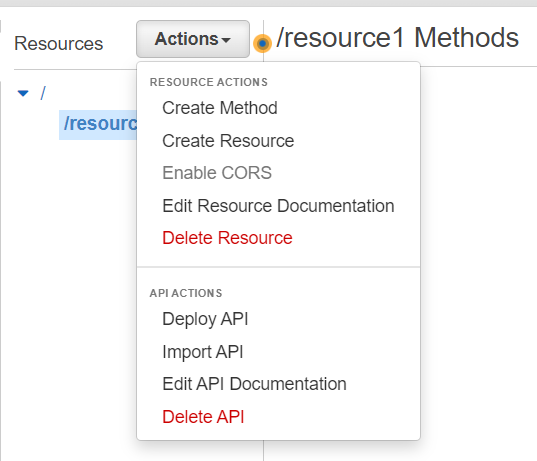 Resources
Actions
/resource1 Methods
/
/resourc
RESOURCE ACTIONS
Create Method
Create Resource
Enable CORS
Edit Resource Documentation
Delete Resource
API ACTIONS
Deploy API
Import API
Edit API Documentation
Delete API